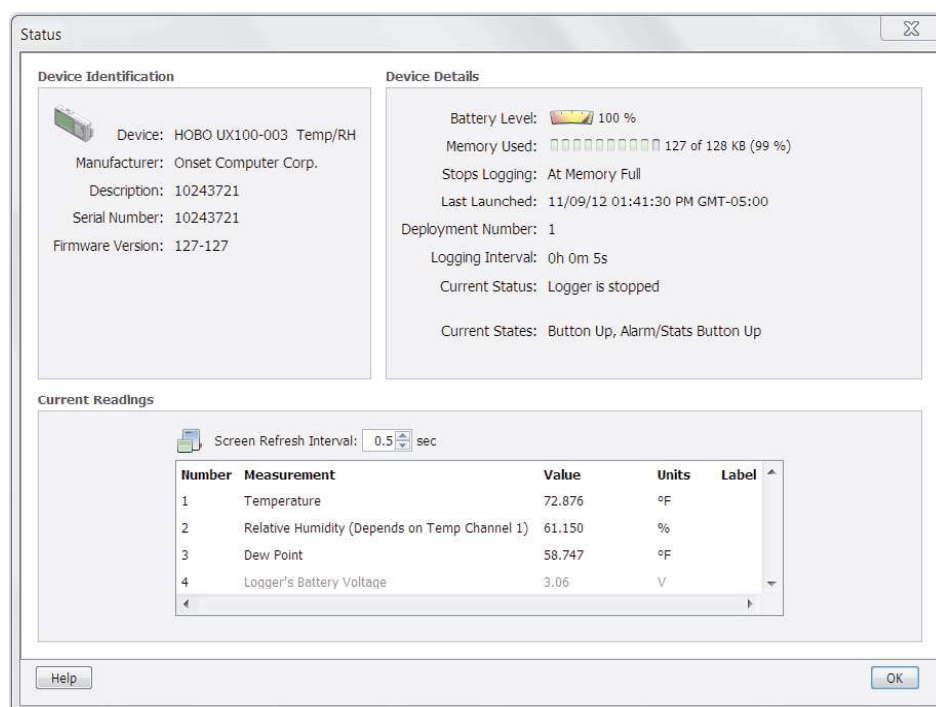 Status
Device Identification
Device: HOBO UX100-003 Temp/RH
Manufacturer: Onset Computer Corp.
Description: 10243721
Serial Number: 10243721
Firmware Version: 127-127
Device Details
Battery Level: 100 %
Memory Used: 127 of 128 KB (99 %)
Stops Logging: At Memory Full
Last Launched: 11/09/12 01:41:30 PM GMT-05:00
Deployment Number: 1
Logging Interval: 0h 0m 5s
Current Status: Logger is stopped
Current States: Button Up, Alarm/Stats Button Up
Current Readings
Screen Refresh Interval: 0.5 sec
Number Measurement Value Units Label
1 Temperature 72.876 °F
2 Relative Humidity (Depends on Temp Channel 1) 61.150 %
3 Dew Point 58.747 °F
4 Logger's Battery Voltage 3.06 V
Help OK